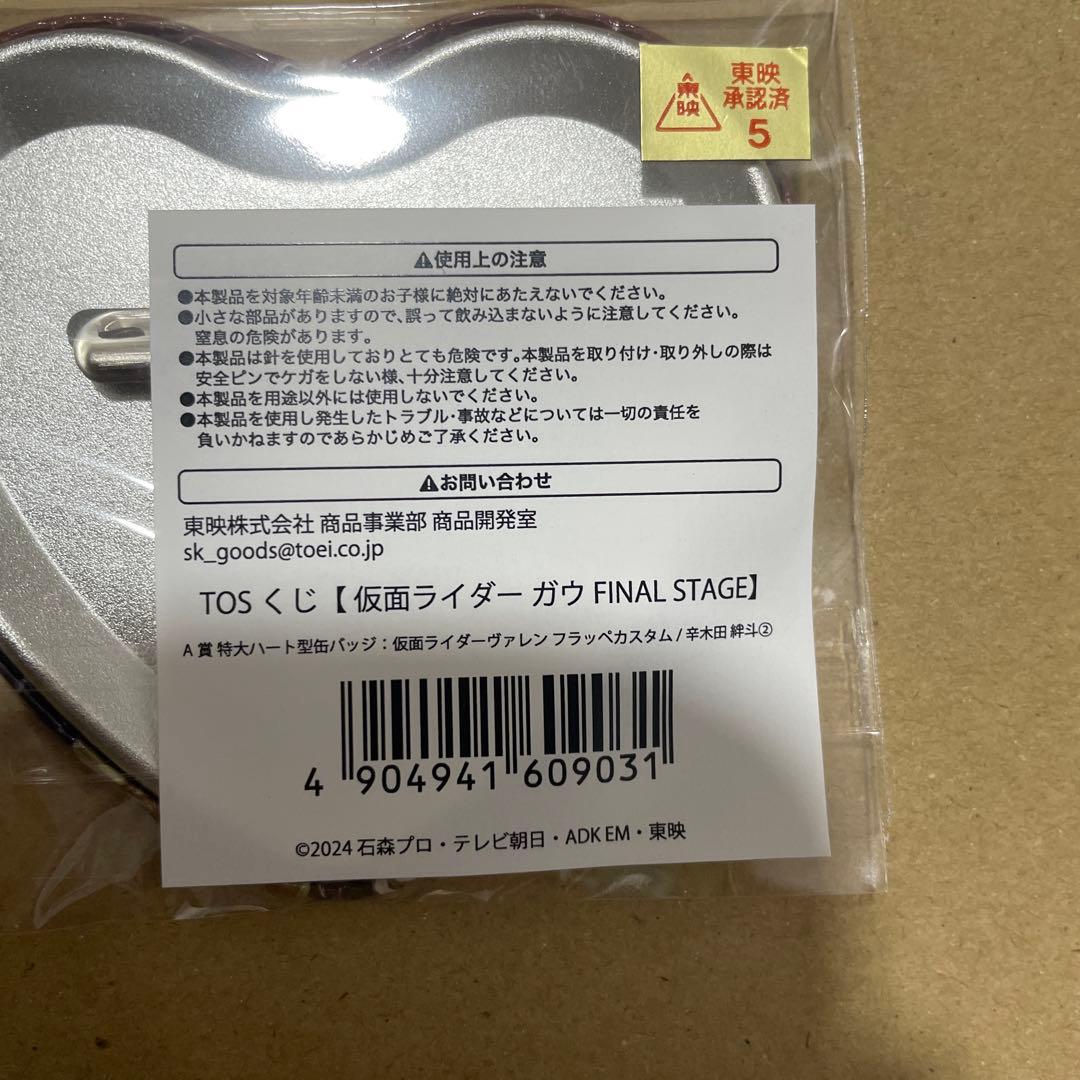 東映
東映
承認済
5
⚠使用上の注意
●本製品を対象年齢未満のお子様に絶対にあたえないでください。
●小さな部品がありますので、誤って飲み込まないように注意してください。
窒息の危険があります。
●本製品は針を使用しておりとても危険です。本製品を取り付け・取り外しの際は
安全ピンでケガをしない様、十分注意してください。
●本製品を用途以外には使用しないでください。
●本製品を使用し発生したトラブル・事故などについては一切の責任を
負いかねますのであらかじめご了承ください。
⚠お問い合わせ
東映株式会社 商品事業部 商品開発室
sk_goods@toei.co.jp
TOS くじ【 仮面ライダー ガウ FINAL STAGE】
A 賞 特大ハート型缶バッジ：仮面ライダーヴァレン フラッペカスタム / 辛木田 絆斗②
4 904941 609031
©2024 石森プロ・テレビ朝日・ADK EM・東映